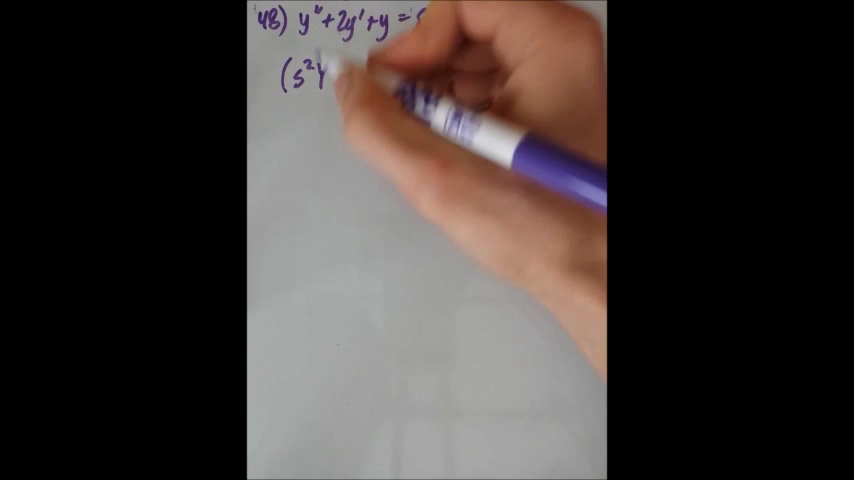 48) y" + 2y' + y =
(s²Y